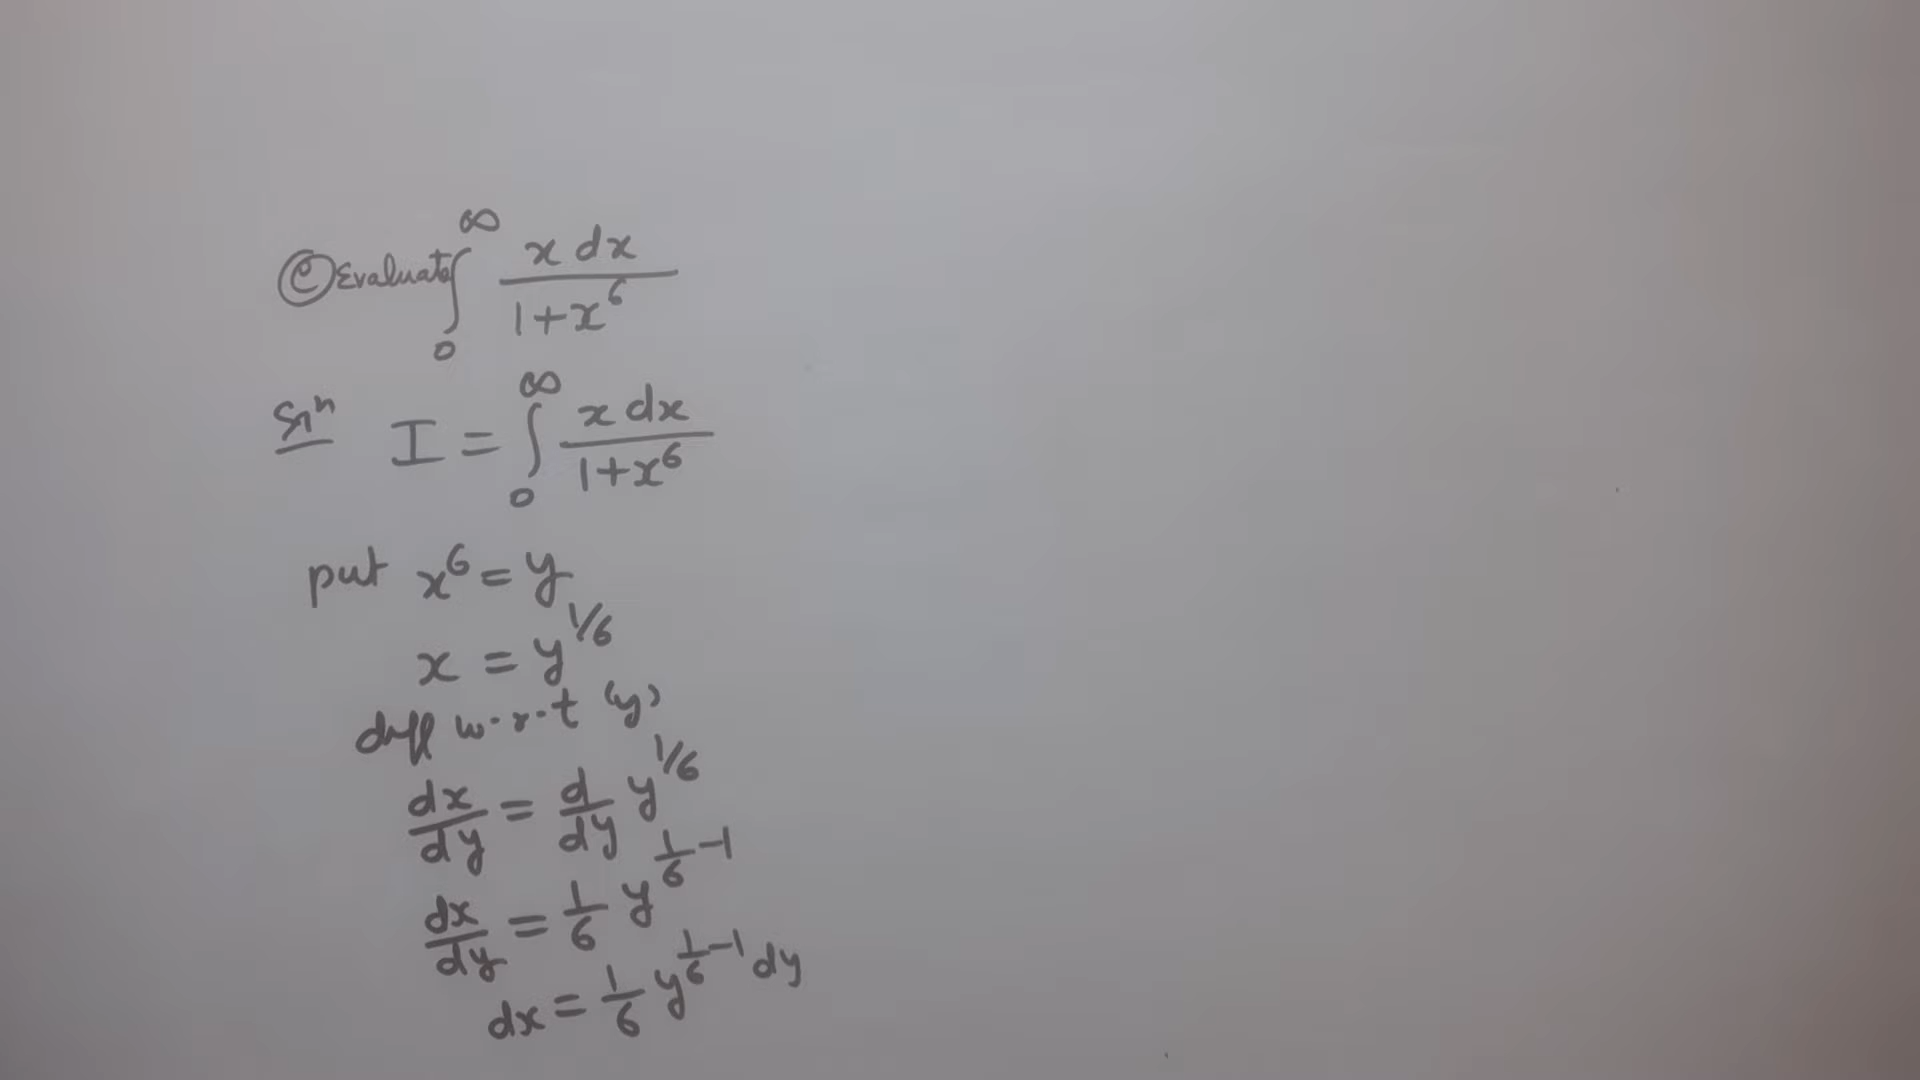 (C) Evaluate ∫₀^∞ x dx / 1+x⁶
Solⁿ I = ∫₀^∞ x dx / 1+x⁶
put x⁶ = y
x = y^1/6
diff w·r·t (y)
dx/dy = d/dy y^1/6
dx/dy = 1/6 y^(1/6 - 1)
dx = 1/6 y^(1/6 - 1) dy